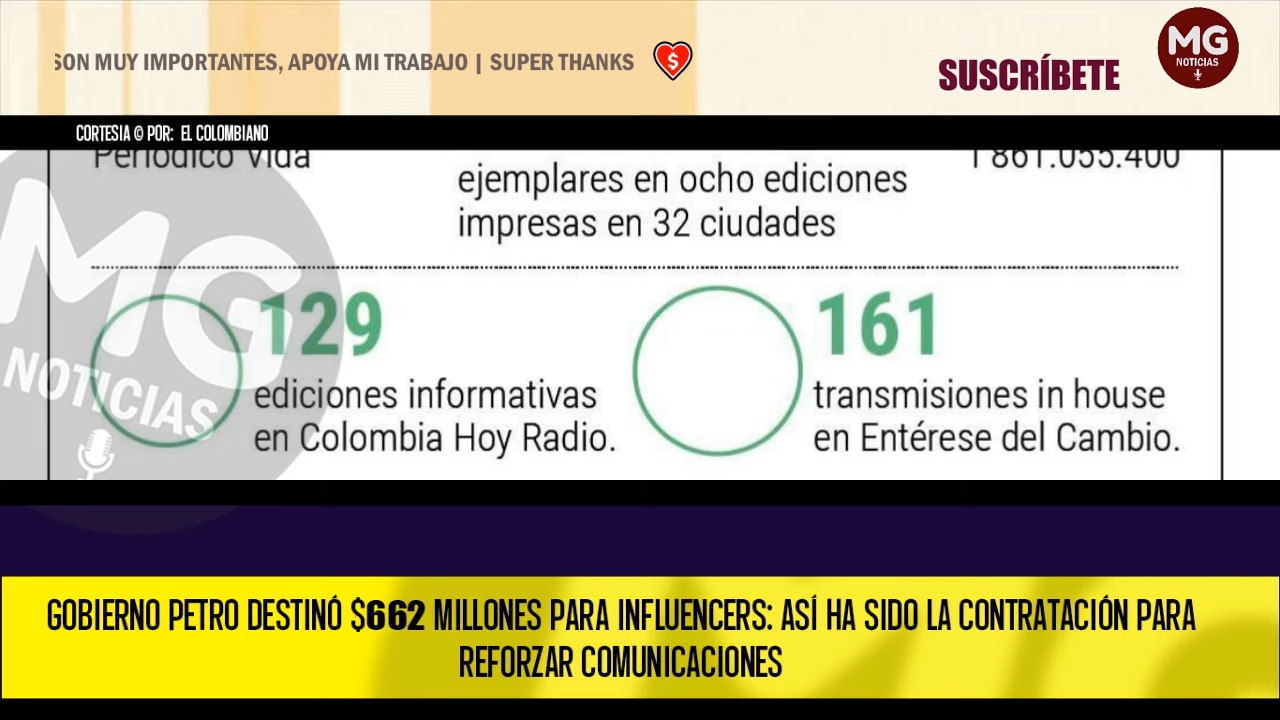 SON MUY IMPORTANTES, APOYA MI TRABAJO | SUPER THANKS
$
SUSCRÍBETE
MG
NOTICIAS
CORTESIA © POR: EL COLOMBIANO
Periódico Vida
1'861.055.400
ejemplares en ocho ediciones
impresas en 32 ciudades
MG
NOTICIAS
129
ediciones informativas
en Colombia Hoy Radio.
161
transmisiones in house
en Entérese del Cambio.
GOBIERNO PETRO DESTINÓ $662 MILLONES PARA INFLUENCERS: ASÍ HA SIDO LA CONTRATACIÓN PARA
REFORZAR COMUNICACIONES